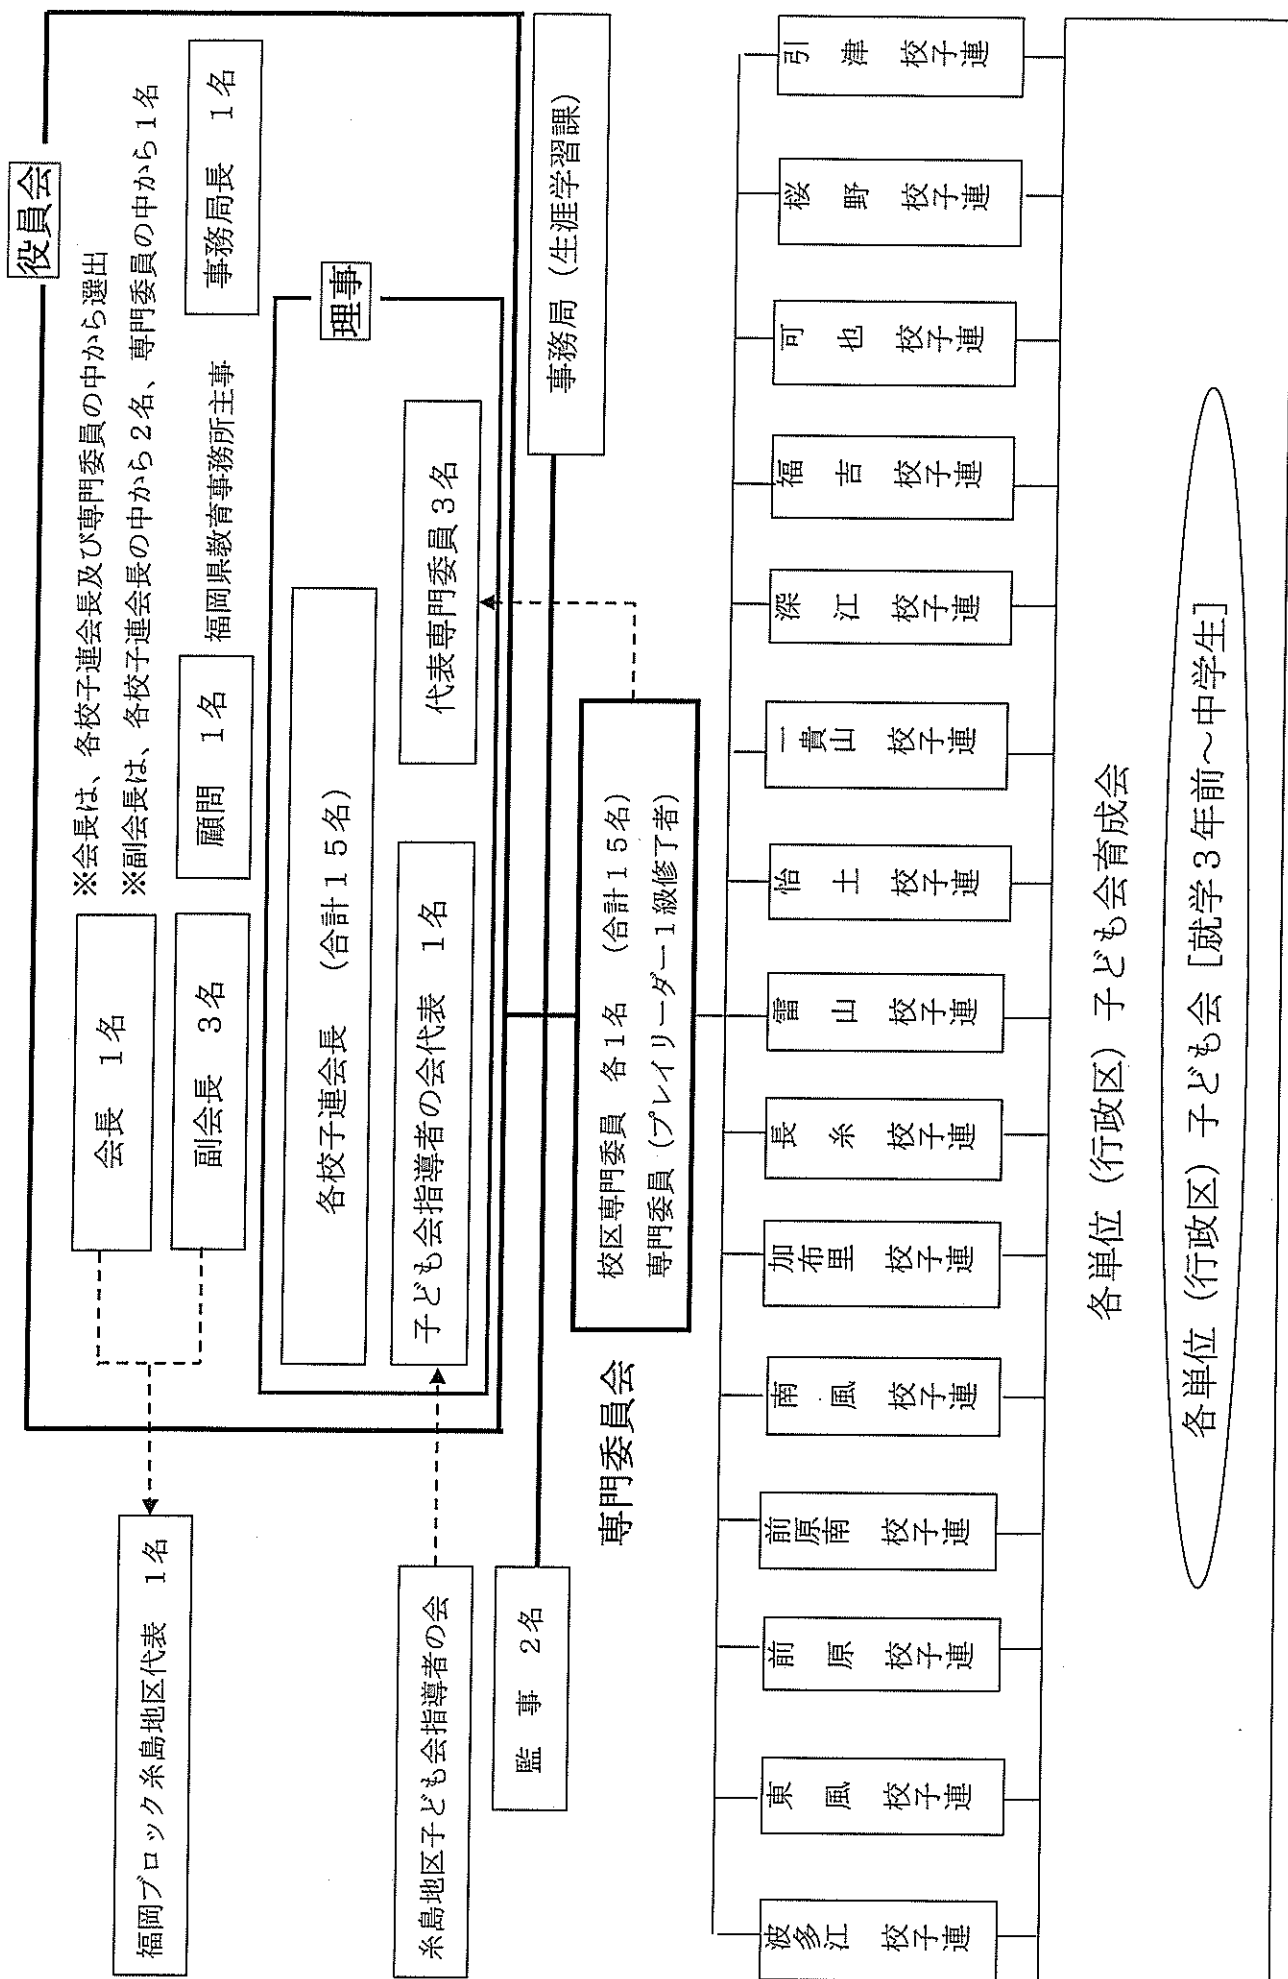 役員会
会長 1名
※会長は、各校子連会長及び専門委員の中から選出
※副会長は、各校子連会長の中から2名、専門委員の中から1名
副会長 3名
顧問 1名
福岡県教育事務所主事
事務局長 1名
福岡ブロック糸島地区代表 1名
理事
各校子連会長 (合計15名)
子ども会指導者の会代表 1名
代表専門委員3名
糸島地区子ども会指導者の会
監 事 2名
事務局 (生涯学習課)
専門委員会
校区専門委員 各1名 (合計15名)
専門委員 (プレイリーダー1級修了者)
波多江 校子連
東風 校子連
前原 校子連
前原南 校子連
南風 校子連
加布里 校子連
長糸 校子連
雷山 校子連
怡土 校子連
一貴山 校子連
深江 校子連
福吉 校子連
可也 校子連
桜野 校子連
引津 校子連
各単位 (行政区) 子ども会育成会
各単位 (行政区) 子ども会 [就学3年前~中学生]